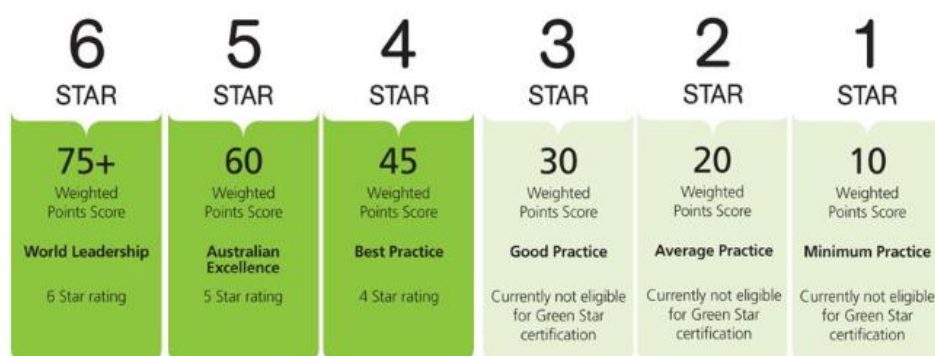 6
STAR
75+
Weighted
Points Score
World Leadership
6 Star rating
5
STAR
60
Weighted
Points Score
Australian
Excellence
5 Star rating
4
STAR
45
Weighted
Points Score
Best Practice
4 Star rating
3
STAR
30
Weighted
Points Score
Good Practice
Currently not eligible
for Green Star
certification
2
STAR
20
Weighted
Points Score
Average Practice
Currently not eligible
for Green Star
certification
1
STAR
10
Weighted
Points Score
Minimum Practice
Currently not eligible
for Green Star
certification